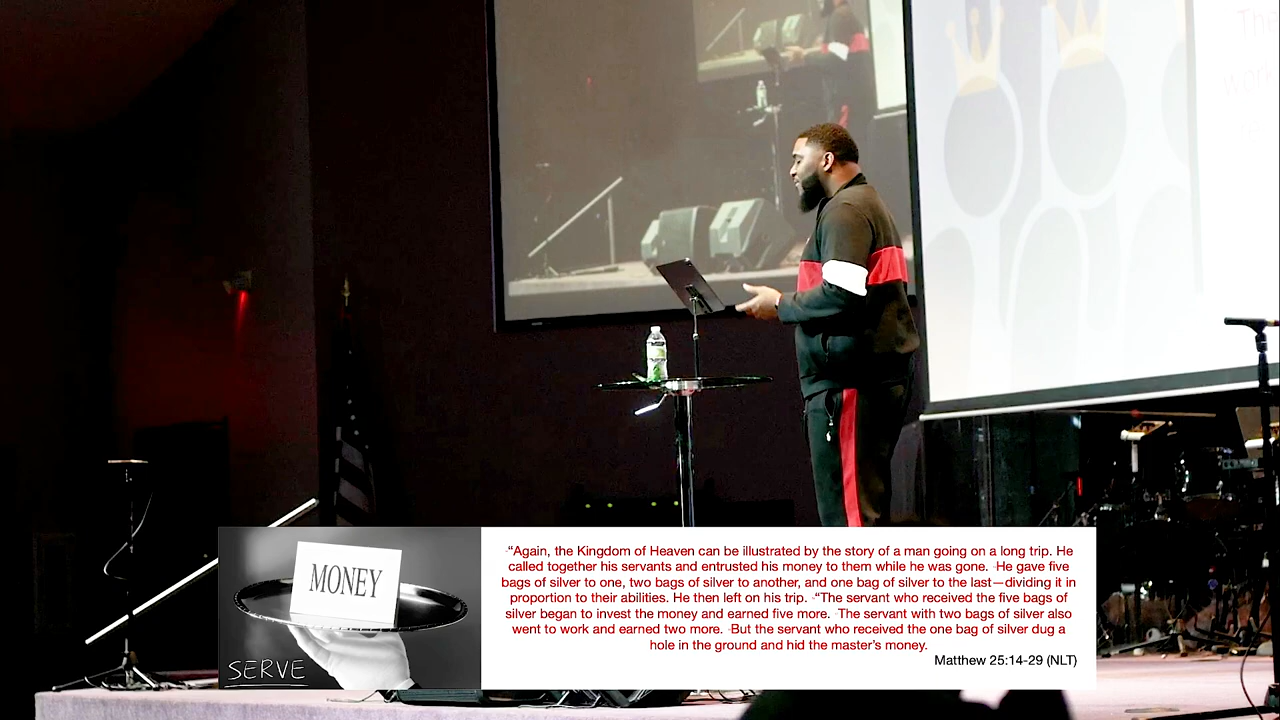 The
MONEY
SERVE
“Again, the Kingdom of Heaven can be illustrated by the story of a man going on a long trip. He
called together his servants and entrusted his money to them while he was gone. He gave five
bags of silver to one, two bags of silver to another, and one bag of silver to the last—dividing it in
proportion to their abilities. He then left on his trip. “The servant who received the five bags of
silver began to invest the money and earned five more. The servant with two bags of silver also
went to work and earned two more. But the servant who received the one bag of silver dug a
hole in the ground and hid the master’s money.
Matthew 25:14-29 (NLT)